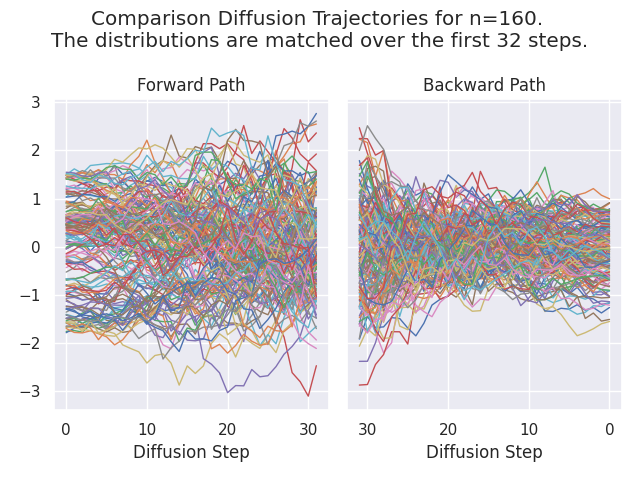 Comparison Diffusion Trajectories for n=160.
The distributions are matched over the first 32 steps.
Forward Path
Backward Path
3
2
1
0
−1
−2
−3
0
10
20
30
30
20
10
0
Diffusion Step
Diffusion Step